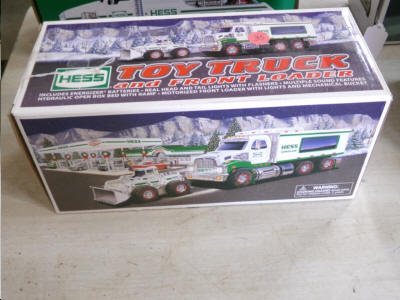 HESS
TOY TRUCK
and FRONT LOADER
INCLUDES ENERGIZER® BATTERIES • REAL HEAD AND TAIL LIGHTS WITH FLASHERS • MULTIPLE SOUND FEATURES
HYDRAULIC OPEN BOX BED WITH RAMP • MOTORIZED FRONT LOADER WITH LIGHTS AND MECHANICAL BUCKET
HESS
WARNING: